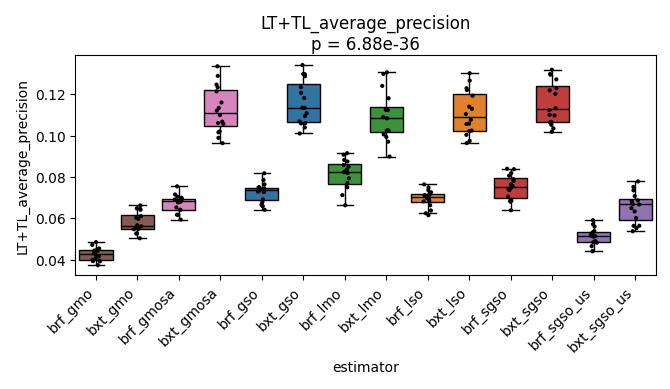 LT+TL_average_precision
p = 6.88e-36
LT+TL_average_precision
0.12
0.10
0.08
0.06
0.04
brf_gmo
bxt_gmo
brf_gmosa
bxt_gmosa
brf_gso
bxt_gso
brf_lmo
bxt_lmo
brf_lso
bxt_lso
brf_sgso
bxt_sgso
brf_sgso_us
bxt_sgso_us
estimator